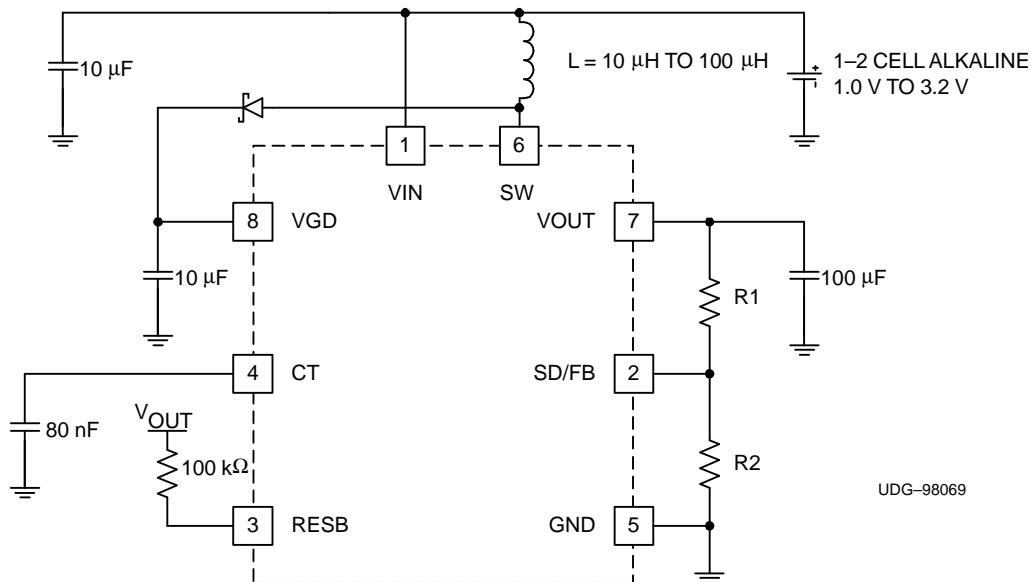 10 μF
L = 10 μH TO 100 μH
1–2 CELL ALKALINE
1.0 V TO 3.2 V
+
-
1
6
VIN
SW
8
VGD
VOUT
7
10 μF
R1
100 μF
4
CT
SD/FB
2
80 nF
VOUT
100 kΩ
R2
UDG–98069
3
RESB
GND
5